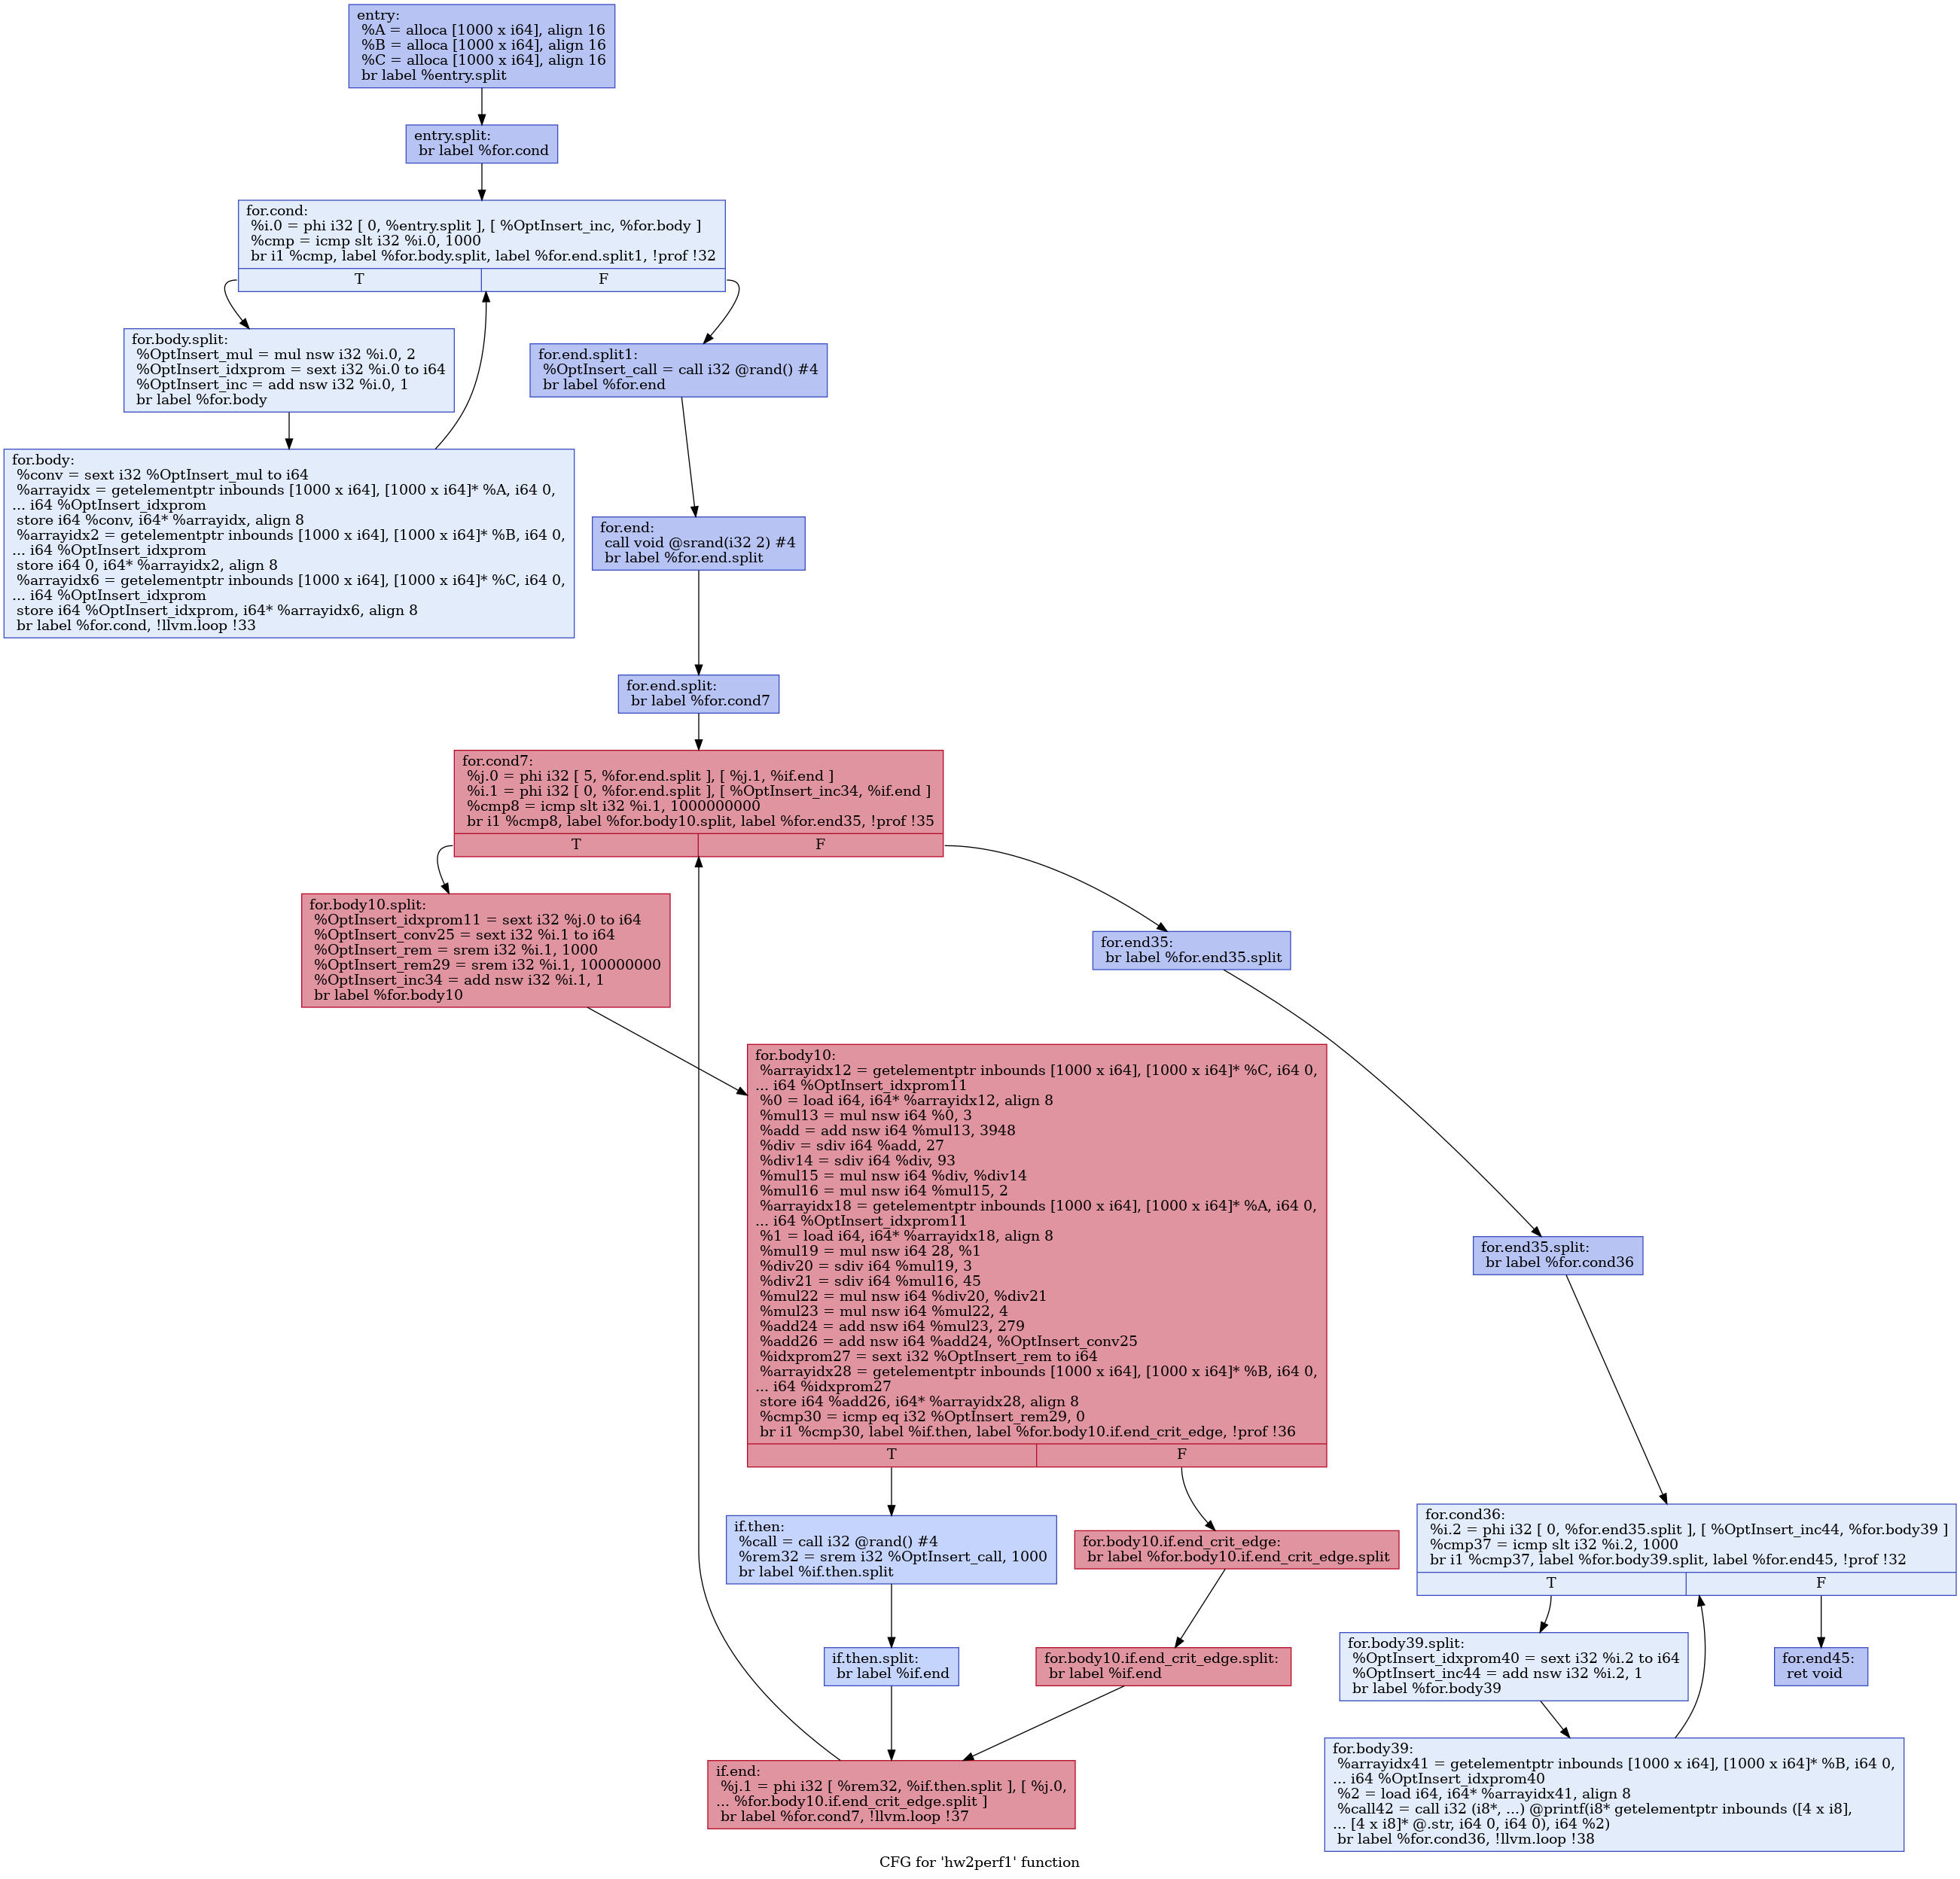 entry:
%A = alloca [1000 x i64], align 16
%B = alloca [1000 x i64], align 16
%C = alloca [1000 x i64], align 16
br label %entry.split
entry.split:
br label %for.cond
for.cond:
%i.0 = phi i32 [ 0, %entry.split ], [ %OptInsert_inc, %for.body ]
%cmp = icmp slt i32 %i.0, 1000
br i1 %cmp, label %for.body.split, label %for.end.split1, !prof !32
T
F
for.body.split:
%OptInsert_mul = mul nsw i32 %i.0, 2
%OptInsert_idxprom = sext i32 %i.0 to i64
%OptInsert_inc = add nsw i32 %i.0, 1
br label %for.body
for.end.split1:
%OptInsert_call = call i32 @rand() #4
br label %for.end
for.body:
%conv = sext i32 %OptInsert_mul to i64
%arrayidx = getelementptr inbounds [1000 x i64], [1000 x i64]* %A, i64 0,
... i64 %OptInsert_idxprom
store i64 %conv, i64* %arrayidx, align 8
%arrayidx2 = getelementptr inbounds [1000 x i64], [1000 x i64]* %B, i64 0,
... i64 %OptInsert_idxprom
store i64 0, i64* %arrayidx2, align 8
%arrayidx6 = getelementptr inbounds [1000 x i64], [1000 x i64]* %C, i64 0,
... i64 %OptInsert_idxprom
store i64 %OptInsert_idxprom, i64* %arrayidx6, align 8
br label %for.cond, !llvm.loop !33
for.end:
call void @srand(i32 2) #4
br label %for.end.split
for.end.split:
br label %for.cond7
for.cond7:
%j.0 = phi i32 [ 5, %for.end.split ], [ %j.1, %if.end ]
%i.1 = phi i32 [ 0, %for.end.split ], [ %OptInsert_inc34, %if.end ]
%cmp8 = icmp slt i32 %i.1, 1000000000
br i1 %cmp8, label %for.body10.split, label %for.end35, !prof !35
T
F
for.body10.split:
%OptInsert_idxprom11 = sext i32 %j.0 to i64
%OptInsert_conv25 = sext i32 %i.1 to i64
%OptInsert_rem = srem i32 %i.1, 1000
%OptInsert_rem29 = srem i32 %i.1, 100000000
%OptInsert_inc34 = add nsw i32 %i.1, 1
br label %for.body10
for.end35:
br label %for.end35.split
for.body10:
%arrayidx12 = getelementptr inbounds [1000 x i64], [1000 x i64]* %C, i64 0,
... i64 %OptInsert_idxprom11
%0 = load i64, i64* %arrayidx12, align 8
%mul13 = mul nsw i64 %0, 3
%add = add nsw i64 %mul13, 3948
%div = sdiv i64 %add, 27
%div14 = sdiv i64 %div, 93
%mul15 = mul nsw i64 %div, %div14
%mul16 = mul nsw i64 %mul15, 2
%arrayidx18 = getelementptr inbounds [1000 x i64], [1000 x i64]* %A, i64 0,
... i64 %OptInsert_idxprom11
%1 = load i64, i64* %arrayidx18, align 8
%mul19 = mul nsw i64 28, %1
%div20 = sdiv i64 %mul19, 3
%div21 = sdiv i64 %mul16, 45
%mul22 = mul nsw i64 %div20, %div21
%mul23 = mul nsw i64 %mul22, 4
%add24 = add nsw i64 %mul23, 279
%add26 = add nsw i64 %add24, %OptInsert_conv25
%idxprom27 = sext i32 %OptInsert_rem to i64
%arrayidx28 = getelementptr inbounds [1000 x i64], [1000 x i64]* %B, i64 0,
... i64 %idxprom27
store i64 %add26, i64* %arrayidx28, align 8
%cmp30 = icmp eq i32 %OptInsert_rem29, 0
br i1 %cmp30, label %if.then, label %for.body10.if.end_crit_edge, !prof !36
T
F
for.end35.split:
br label %for.cond36
if.then:
%call = call i32 @rand() #4
%rem32 = srem i32 %OptInsert_call, 1000
br label %if.then.split
for.body10.if.end_crit_edge:
br label %for.body10.if.end_crit_edge.split
for.cond36:
%i.2 = phi i32 [ 0, %for.end35.split ], [ %OptInsert_inc44, %for.body39 ]
%cmp37 = icmp slt i32 %i.2, 1000
br i1 %cmp37, label %for.body39.split, label %for.end45, !prof !32
T
F
if.then.split:
br label %if.end
for.body10.if.end_crit_edge.split:
br label %if.end
for.body39.split:
%OptInsert_idxprom40 = sext i32 %i.2 to i64
%OptInsert_inc44 = add nsw i32 %i.2, 1
br label %for.body39
for.end45:
ret void
if.end:
%j.1 = phi i32 [ %rem32, %if.then.split ], [ %j.0,
... %for.body10.if.end_crit_edge.split ]
br label %for.cond7, !llvm.loop !37
for.body39:
%arrayidx41 = getelementptr inbounds [1000 x i64], [1000 x i64]* %B, i64 0,
... i64 %OptInsert_idxprom40
%2 = load i64, i64* %arrayidx41, align 8
%call42 = call i32 (i8*, ...) @printf(i8* getelementptr inbounds ([4 x i8],
... [4 x i8]* @.str, i64 0, i64 0), i64 %2)
br label %for.cond36, !llvm.loop !38
CFG for 'hw2perf1' function